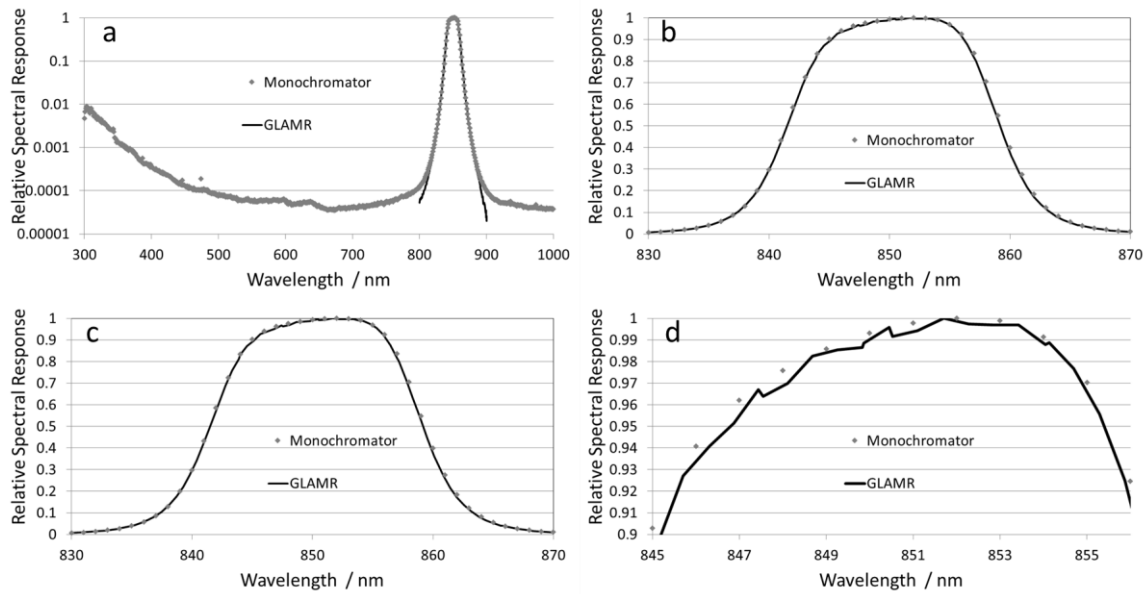 a
Relative Spectral Response
1
0.1
0.01
0.001
0.0001
0.00001
Monochromator
GLAMR
300 400 500 600 700 800 900 1000
Wavelength / nm
b
Relative Spectral Response
1
0.9
0.8
0.7
0.6
0.5
0.4
0.3
0.2
0.1
0
Monochromator
GLAMR
830 840 850 860 870
Wavelength / nm
c
Relative Spectral Response
1
0.9
0.8
0.7
0.6
0.5
0.4
0.3
0.2
0.1
0
Monochromator
GLAMR
830 840 850 860 870
Wavelength / nm
d
Relative Spectral Response
1
0.99
0.98
0.97
0.96
0.95
0.94
0.93
0.92
0.91
0.9
Monochromator
GLAMR
845 847 849 851 853 855
Wavelength / nm